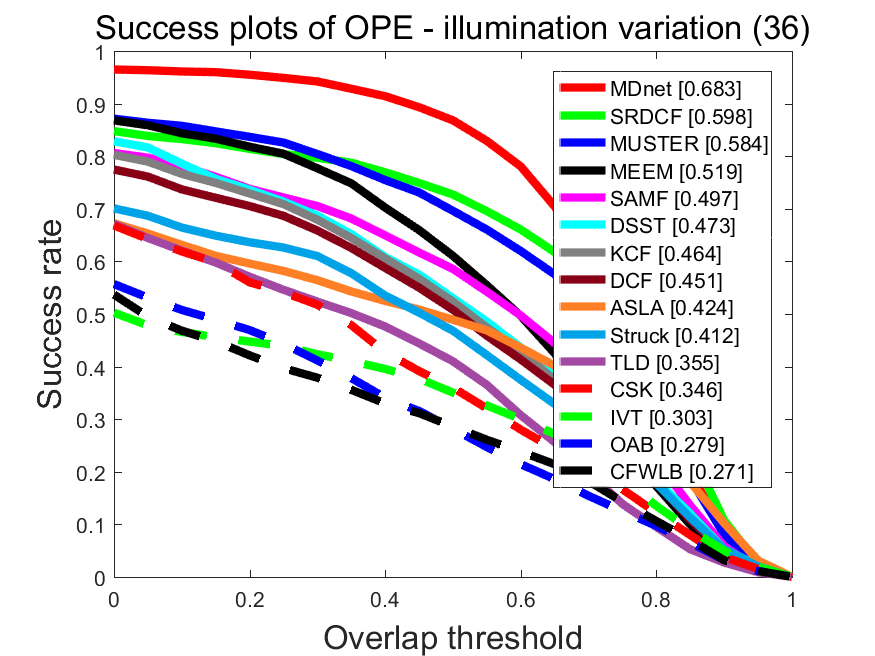 Success plots of OPE - illumination variation (36)
1
0.9
0.8
0.7
0.6
0.5
0.4
0.3
0.2
0.1
0
Success rate
MDnet [0.683]
SRDCF [0.598]
MUSTER [0.584]
MEEM [0.519]
SAMF [0.497]
DSST [0.473]
KCF [0.464]
DCF [0.451]
ASLA [0.424]
Struck [0.412]
TLD [0.355]
CSK [0.346]
IVT [0.303]
OAB [0.279]
CFWLB [0.271]
0 0.2 0.4 0.6 0.8 1
Overlap threshold